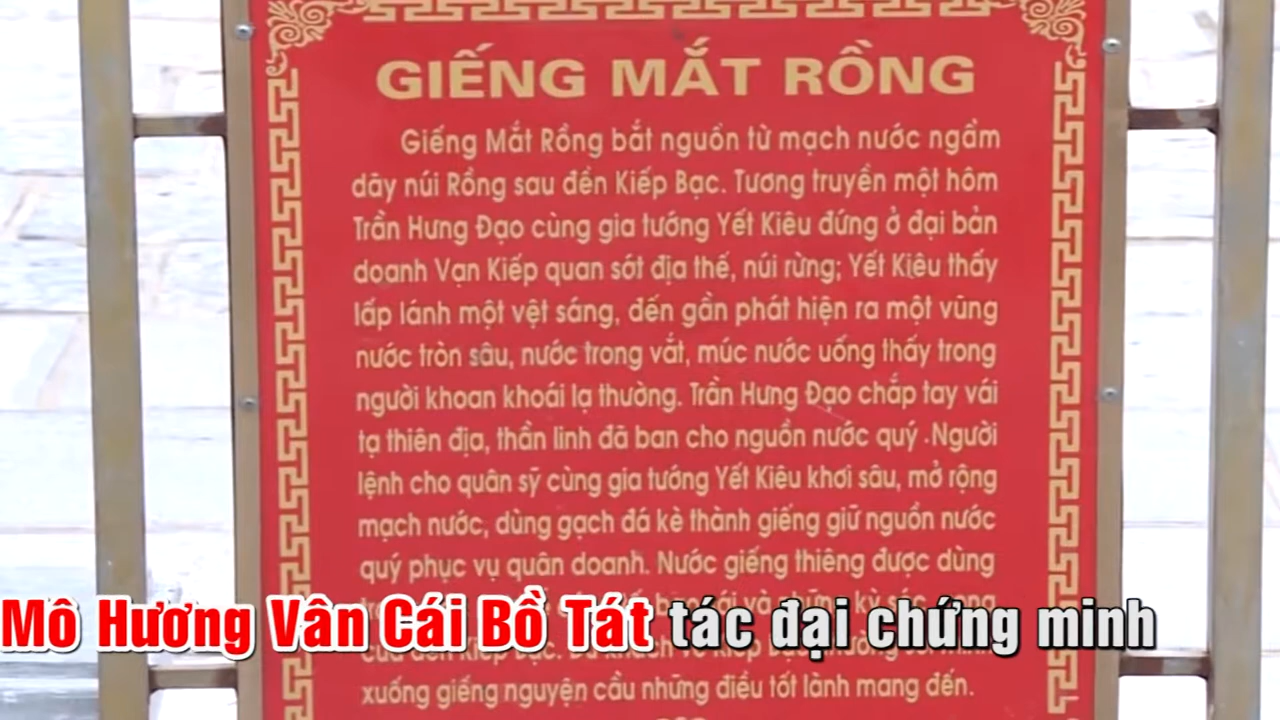 GIẾNG MẮT RỒNG
Giếng Mắt Rồng bắt nguồn từ mạch nước ngầm
dãy núi Rồng sau đền Kiếp Bạc. Tương truyền một hôm
Trần Hưng Đạo cùng gia tướng Yết Kiêu đứng ở đại bản
doanh Vạn Kiếp quan sót địa thế, núi rừng; Yết Kiêu thấy
lấp lánh một vệt sáng, đến gần phát hiện ra một vũng
nước tròn sâu, nước trong vắt, múc nước uống thấy trong
người khoan khoái lạ thường. Trần Hưng Đạo chắp tay vái
tạ thiên địa, thần linh đã ban cho nguồn nước quý .Người
lệnh cho quân sỹ cùng gia tướng Yết Kiêu khơi sâu, mở rộng
mạch nước, dùng gạch đá kè thành giếng giữ nguồn nước
quý phục vụ quân doanh. Nước giếng thiêng được dùng
Mô Hương Vân Cái Bồ Tát tác đại chứng minh
của đền Kiếp Bạc.
xuống giếng nguyện cầu những điều tốt lành mang đến.